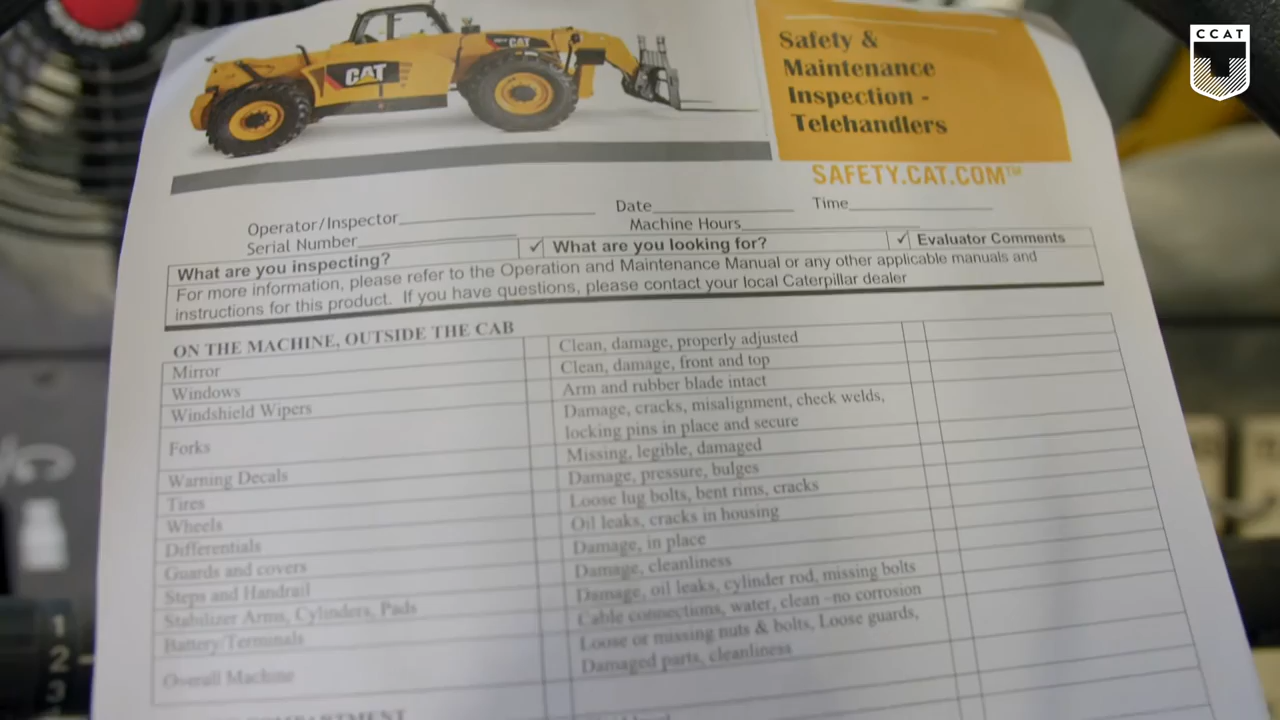 CCAT
CAT
CAT
Safety &
Maintenance
Inspection -
Telehandlers
SAFETY.CAT.COM™
Operator/Inspector Date Time
Serial Number Machine Hours
What are you inspecting? ✓ What are you looking for? ✓ Evaluator Comments
For more information, please refer to the Operation and Maintenance Manual or any other applicable manuals and
instructions for this product. If you have questions, please contact your local Caterpillar dealer
ON THE MACHINE, OUTSIDE THE CAB
Mirror Clean, damage, properly adjusted
Windows Clean, damage, front and top
Windshield Wipers Arm and rubber blade intact
Forks Damage, cracks, misalignment, check welds,
locking pins in place and secure
Warning Decals Missing, legible, damaged
Tires Damage, pressure, bulges
Wheels Loose lug bolts, bent rims, cracks
Differentials Oil leaks, cracks in housing
Guards and covers Damage, in place
Steps and Handrail Damage, cleanliness
Stabilizer Arms, Cylinders, Pads Damage, oil leaks, cylinder rod, missing bolts
Battery/Terminals Cable connections, water, clean –no corrosion
Overall Machine Loose or missing nuts & bolts, Loose guards,
Damaged parts, cleanliness
1
2
3